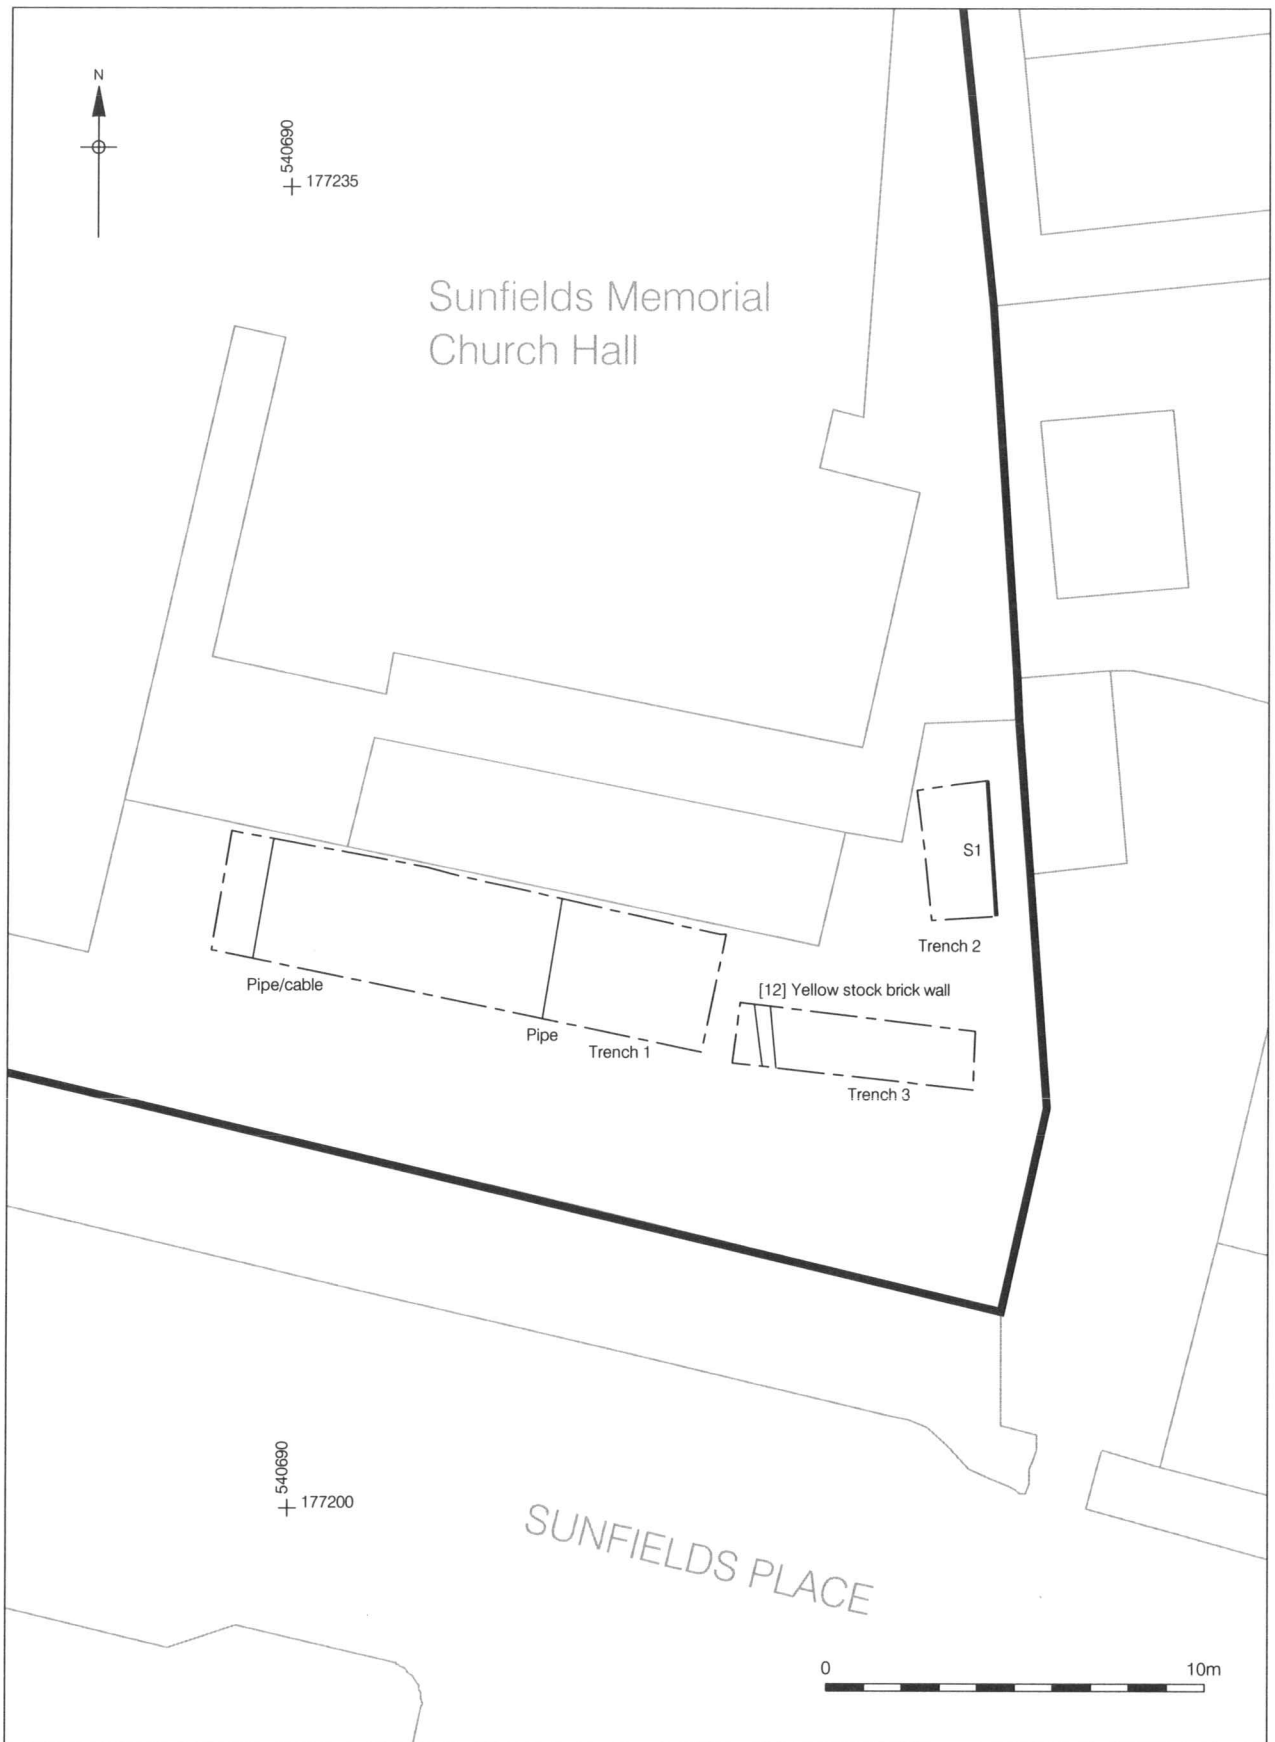 N
540690
177235
Sunfields Memorial
Church Hall
S1
Trench 2
Pipe/cable
[12] Yellow stock brick wall
Pipe
Trench 1
Trench 3
540690
177200
SUNFIELDS PLACE
0
10m